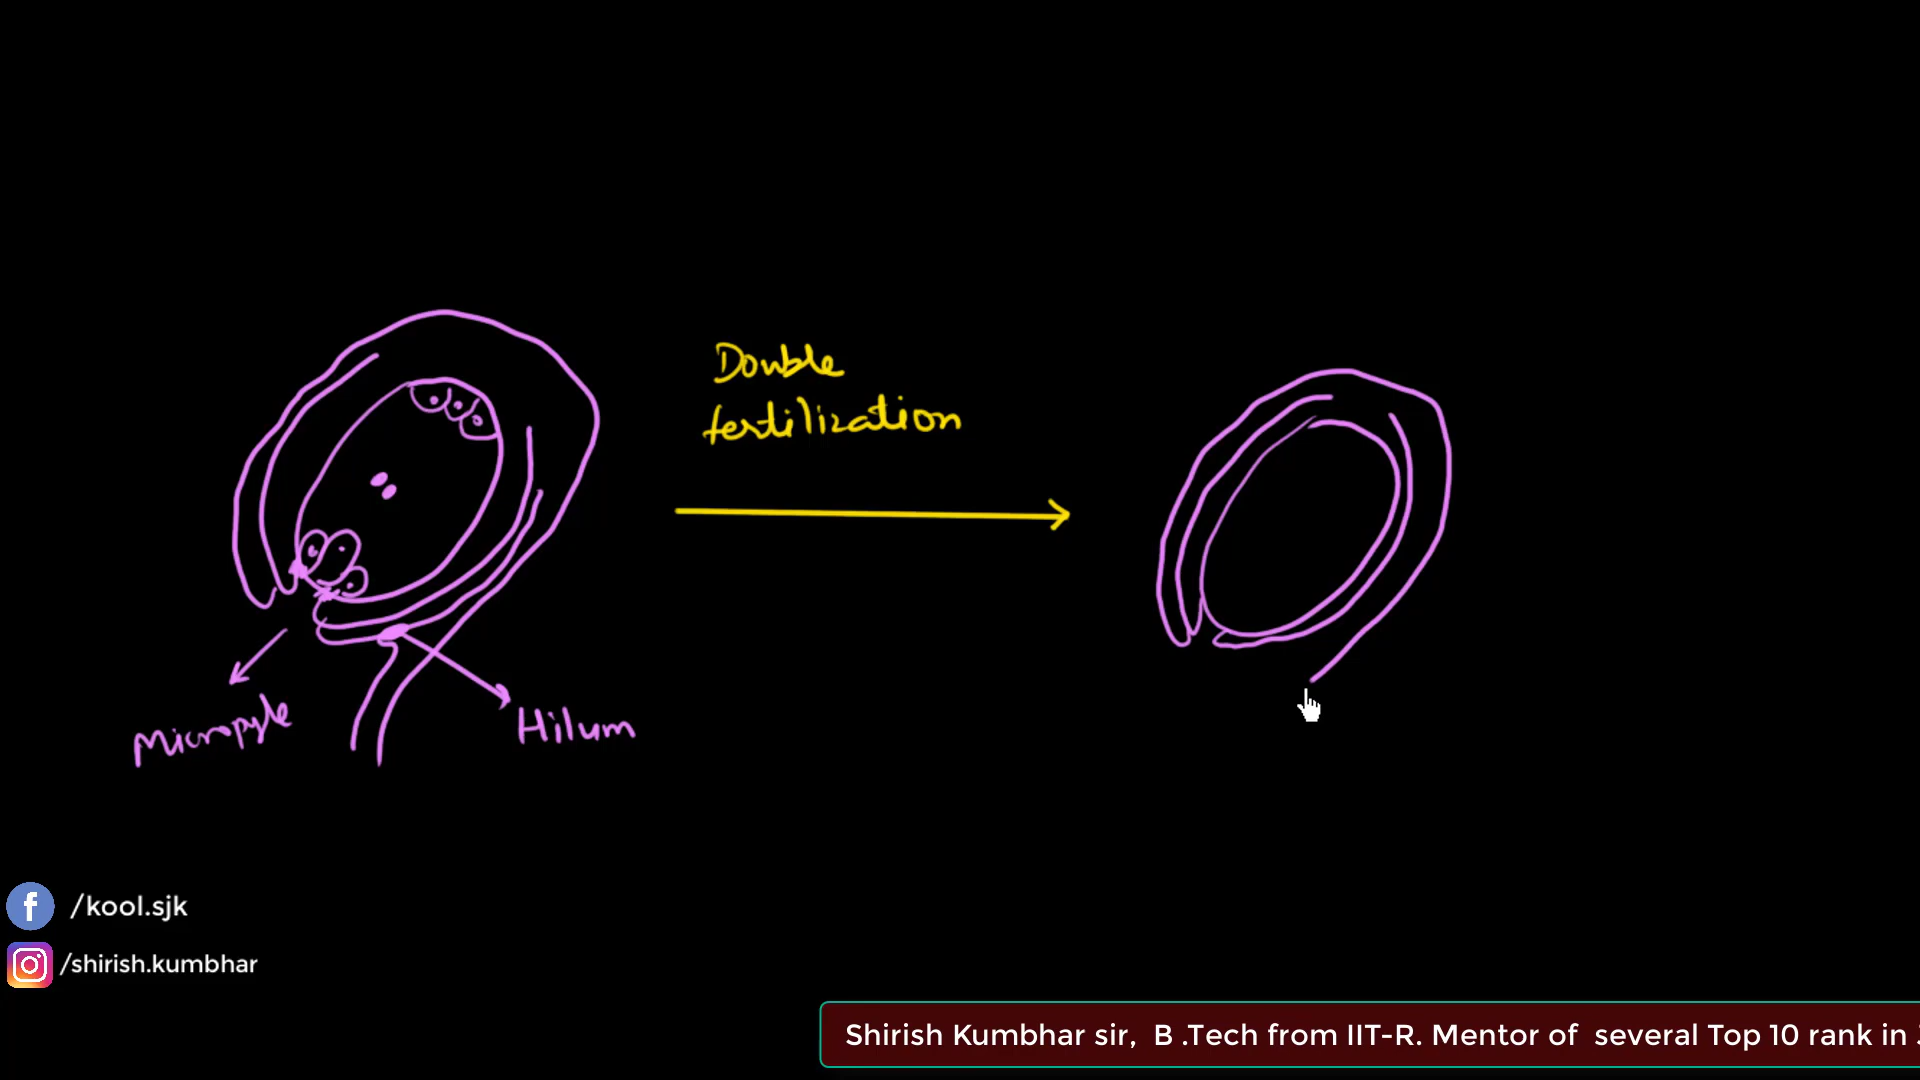 Double
fertilization
Micropyle
Hilum
/kool.sjk
/shirish.kumbhar
Shirish Kumbhar sir, B .Tech from IIT-R. Mentor of several Top 10 rank in